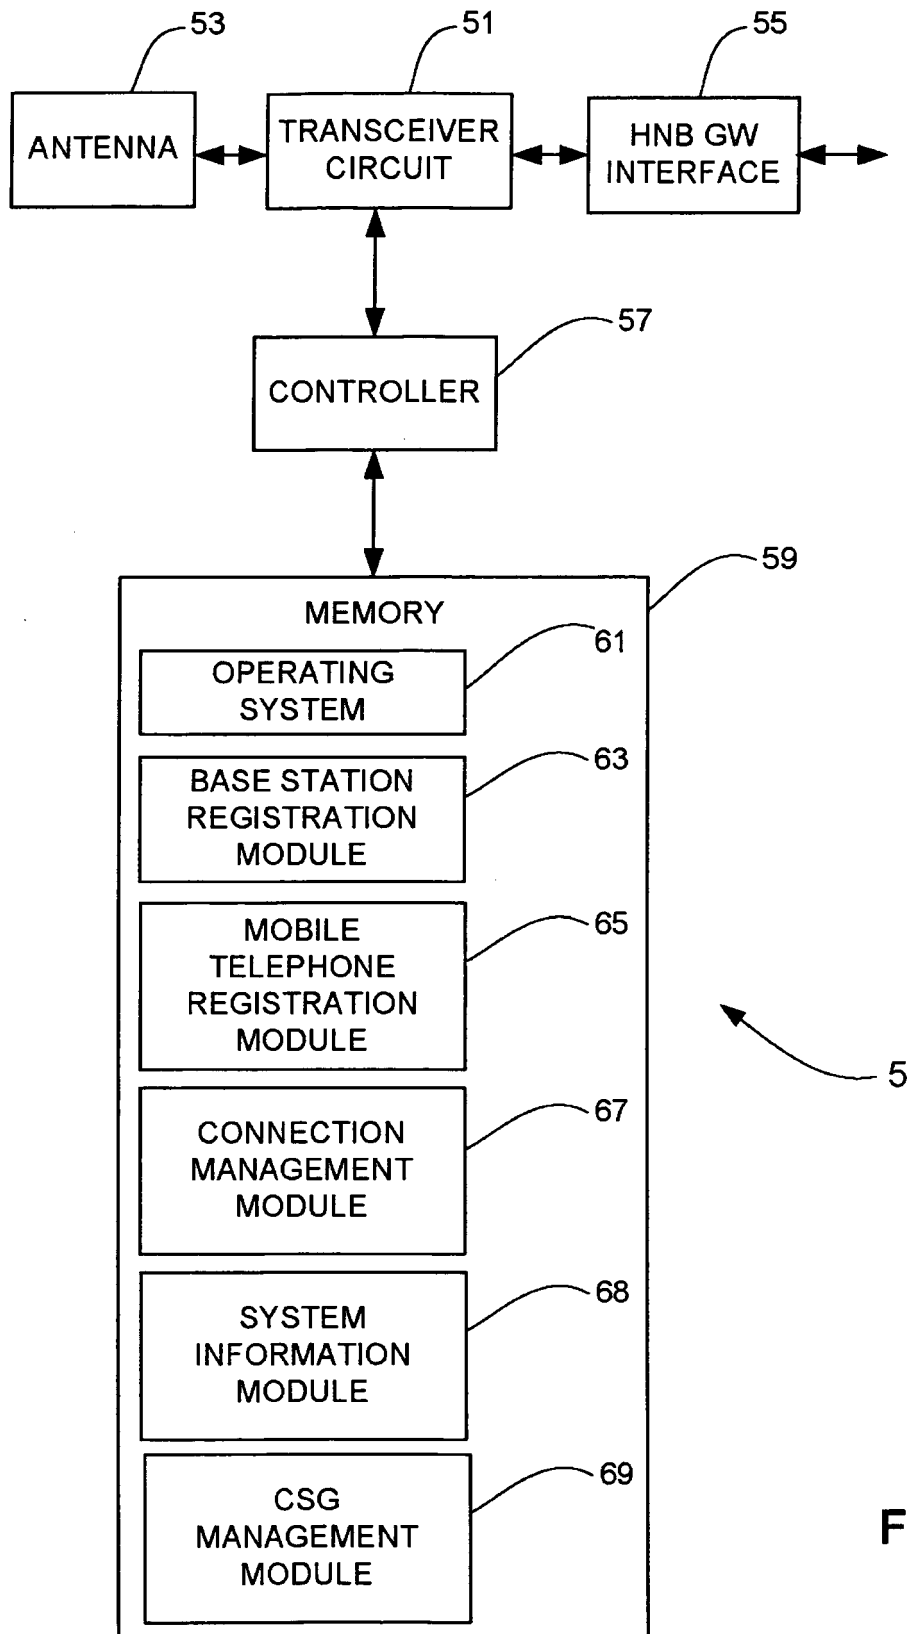 53
51
55
ANTENNA
TRANSCEIVER
CIRCUIT
HNB GW
INTERFACE
57
CONTROLLER
59
MEMORY
61
OPERATING
SYSTEM
63
BASE STATION
REGISTRATION
MODULE
65
MOBILE
TELEPHONE
REGISTRATION
MODULE
5
67
CONNECTION
MANAGEMENT
MODULE
68
SYSTEM
INFORMATION
MODULE
69
CSG
MANAGEMENT
MODULE
F